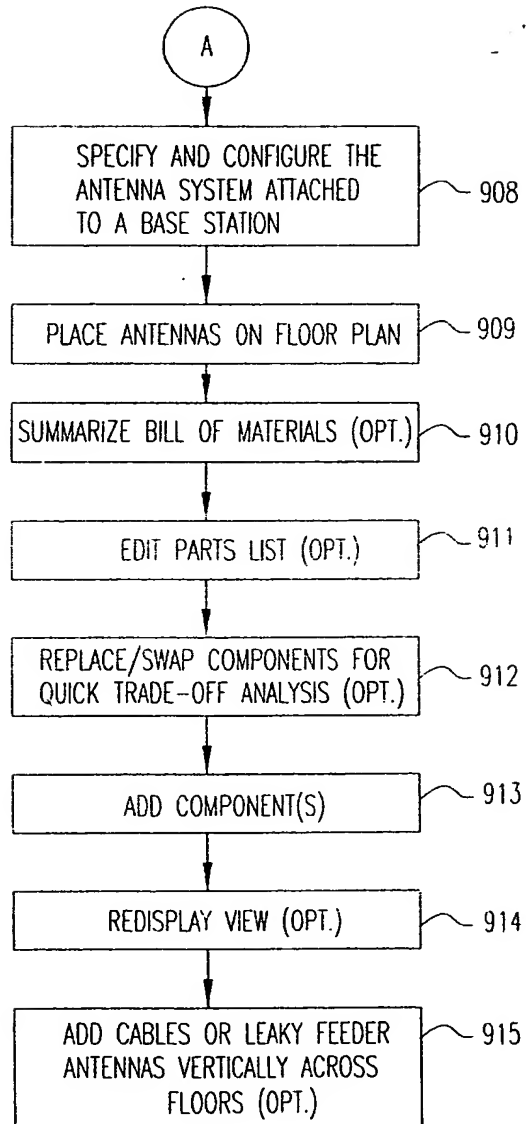 A
SPECIFY AND CONFIGURE THE
ANTENNA SYSTEM ATTACHED
TO A BASE STATION
908
PLACE ANTENNAS ON FLOOR PLAN
909
SUMMARIZE BILL OF MATERIALS (OPT.)
910
EDIT PARTS LIST (OPT.)
911
REPLACE/SWAP COMPONENTS FOR
QUICK TRADE-OFF ANALYSIS (OPT.)
912
ADD COMPONENT(S)
913
REDISPLAY VIEW (OPT.)
914
ADD CABLES OR LEAKY FEEDER
ANTENNAS VERTICALLY ACROSS
FLOORS (OPT.)
915